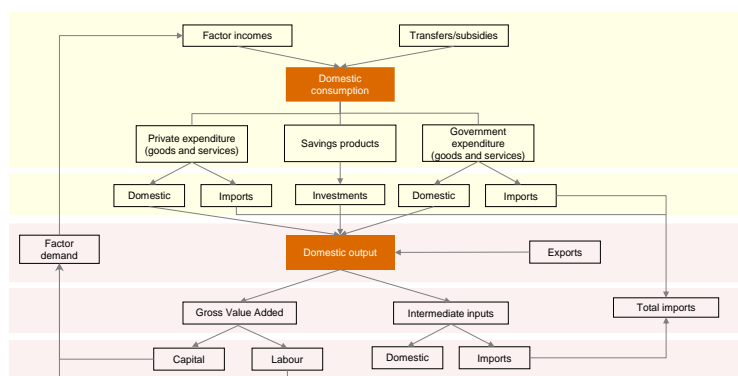 Factor incomes
Transfers/subsidies
Domestic
consumption
Private expenditure
(goods and services)
Savings products
Government
expenditure
(goods and services)
Domestic
Imports
Investments
Domestic
Imports
Factor
demand
Domestic output
Exports
Gross Value Added
Intermediate inputs
Total imports
Capital
Labour
Domestic
Imports